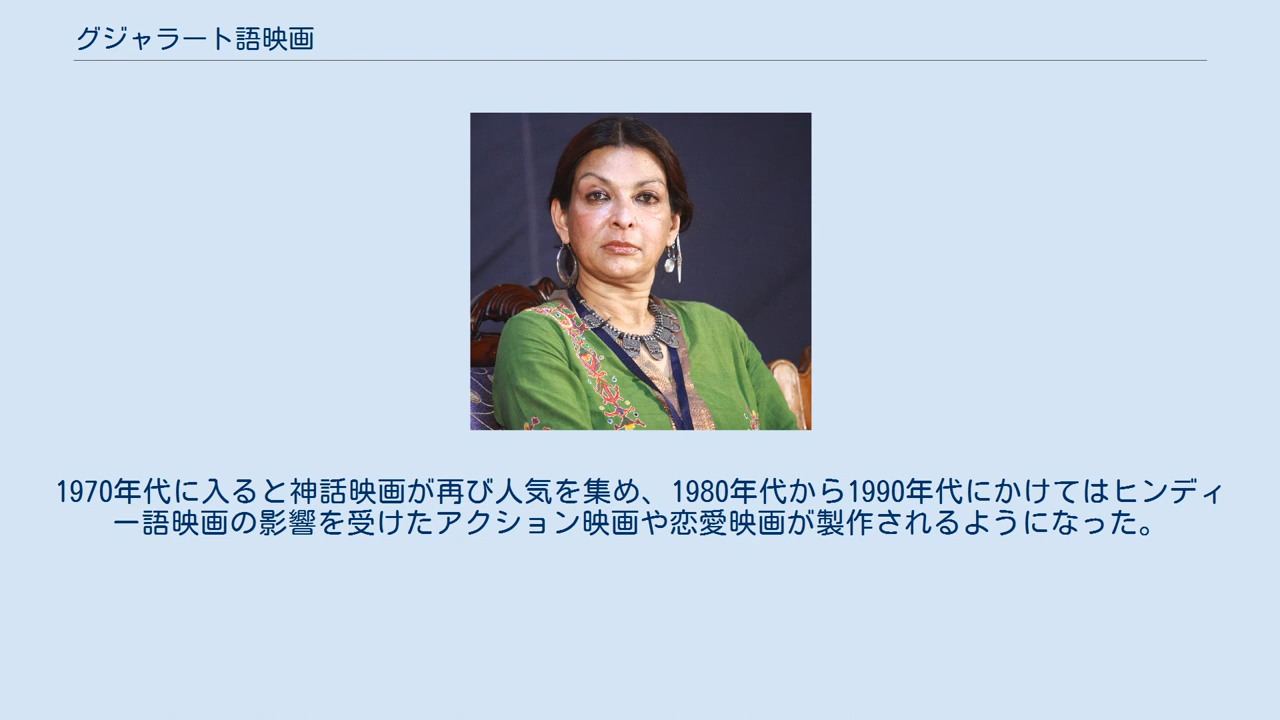 グジャラート語映画
1970年代に入ると神話映画が再び人気を集め、1980年代から1990年代にかけてはヒンディ
ー語映画の影響を受けたアクション映画や恋愛映画が製作されるようになった。